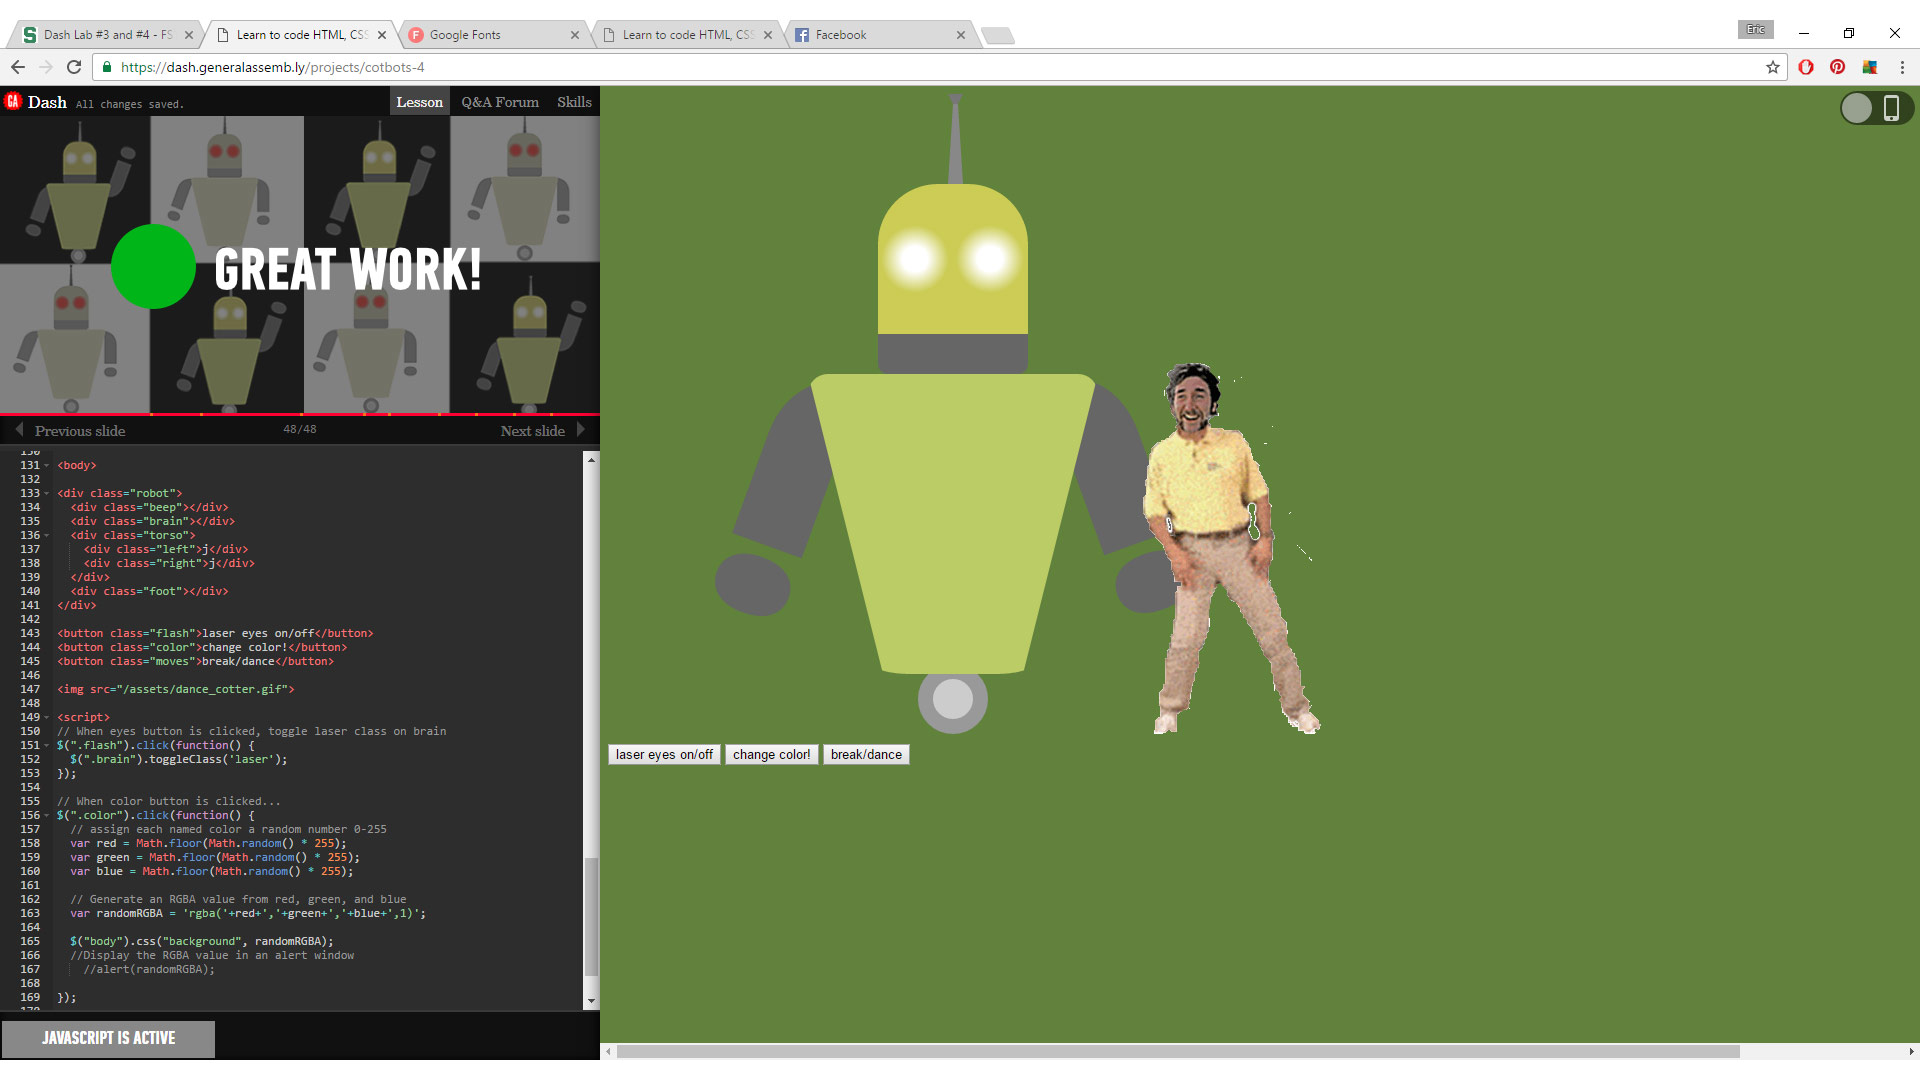 Dash Lab #3 and #4 - FS
Learn to code HTML, CSS
Google Fonts
Learn to code HTML, CSS
Facebook
Eric
https://dash.generalassemb.ly/projects/cotbots-4
GA
Dash All changes saved.
Lesson Q&A Forum Skills
GREAT WORK!
Previous slide
48/48
Next slide
130
131 <body>
132
133 <div class="robot">
134 <div class="beep"></div>
135 <div class="brain"></div>
136 <div class="torso">
137 <div class="left">j</div>
138 <div class="right">j</div>
139 </div>
140 <div class="foot"></div>
141 </div>
142
143 <button class="flash">laser eyes on/off</button>
144 <button class="color">change color!</button>
145 <button class="moves">break/dance</button>
146
147 <img src="/assets/dance_cotter.gif">
148
149 <script>
150 // When eyes button is clicked, toggle laser class on brain
151 $(".flash").click(function() {
152 $(".brain").toggleClass('laser');
153 });
154
155 // When color button is clicked...
156 $(".color").click(function() {
157 // assign each named color a random number 0-255
158 var red = Math.floor(Math.random() * 255);
159 var green = Math.floor(Math.random() * 255);
160 var blue = Math.floor(Math.random() * 255);
161
162 // Generate an RGBA value from red, green, and blue
163 var randomRGBA = 'rgba('+red+','+green+','+blue+',1)';
164
165 $("body").css("background", randomRGBA);
166 //Display the RGBA value in an alert window
167 //alert(randomRGBA);
168
169 });
170
JAVASCRIPT IS ACTIVE
laser eyes on/off
change color!
break/dance